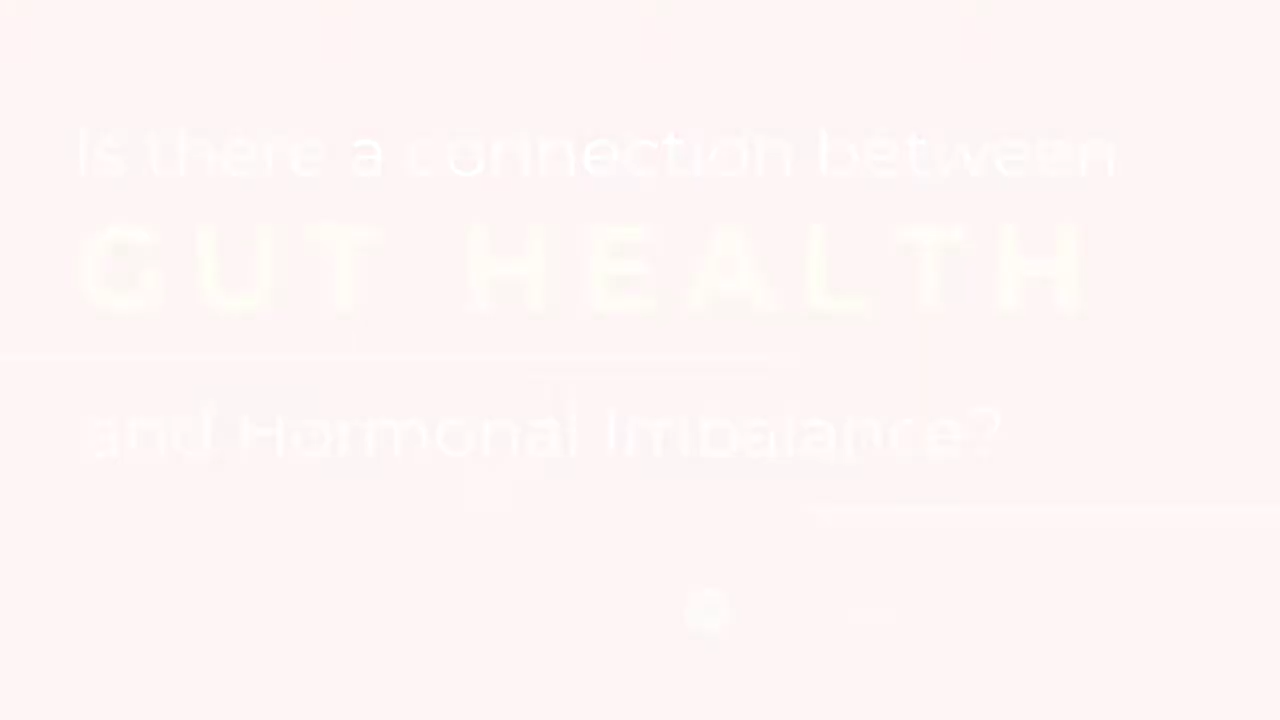 Is there a connection between
GUT HEALTH
and Hormonal Imbalance?